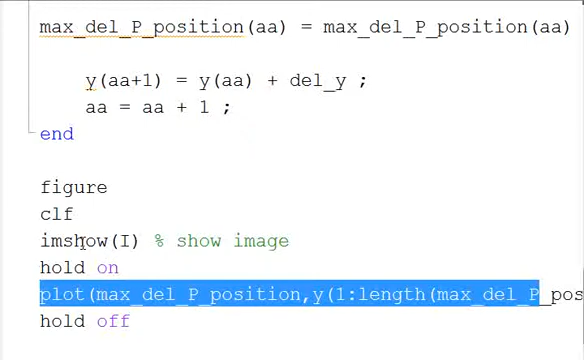 max_del_P_position(aa) = max_del_P_position(aa)
y(aa+1) = y(aa) + del_y ;
aa = aa + 1 ;
end
figure
clf
imshow(I) % show image
hold on
plot(max_del_P_position,y(1:length(max_del_P_pos
hold off